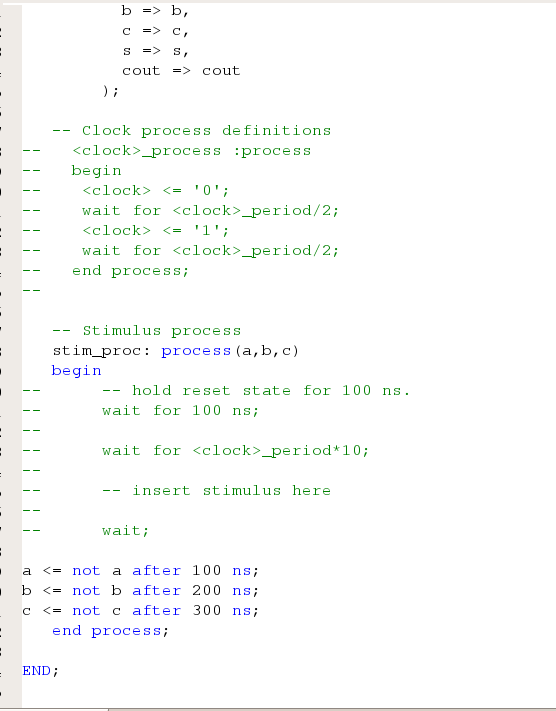 b => b,
c => c,
s => s,
cout => cout
);
-- Clock process definitions
-- <clock>_process :process
-- begin
-- <clock> <= '0';
-- wait for <clock>_period/2;
-- <clock> <= '1';
-- wait for <clock>_period/2;
-- end process;
--
-- Stimulus process
stim_proc: process(a,b,c)
begin
-- -- hold reset state for 100 ns.
-- wait for 100 ns;
--
-- wait for <clock>_period*10;
--
-- -- insert stimulus here
--
-- wait;
a <= not a after 100 ns;
b <= not b after 200 ns;
c <= not c after 300 ns;
end process;
END;